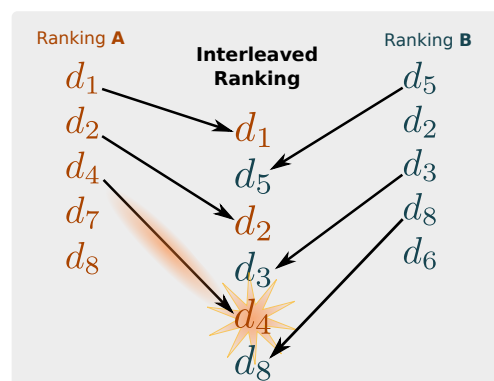 Ranking A
d₁
d₂
d₄
d₇
d₈
Interleaved
Ranking
d₁
d₅
d₂
d₃
d₄
d₈
Ranking B
d₅
d₂
d₃
d₈
d₆